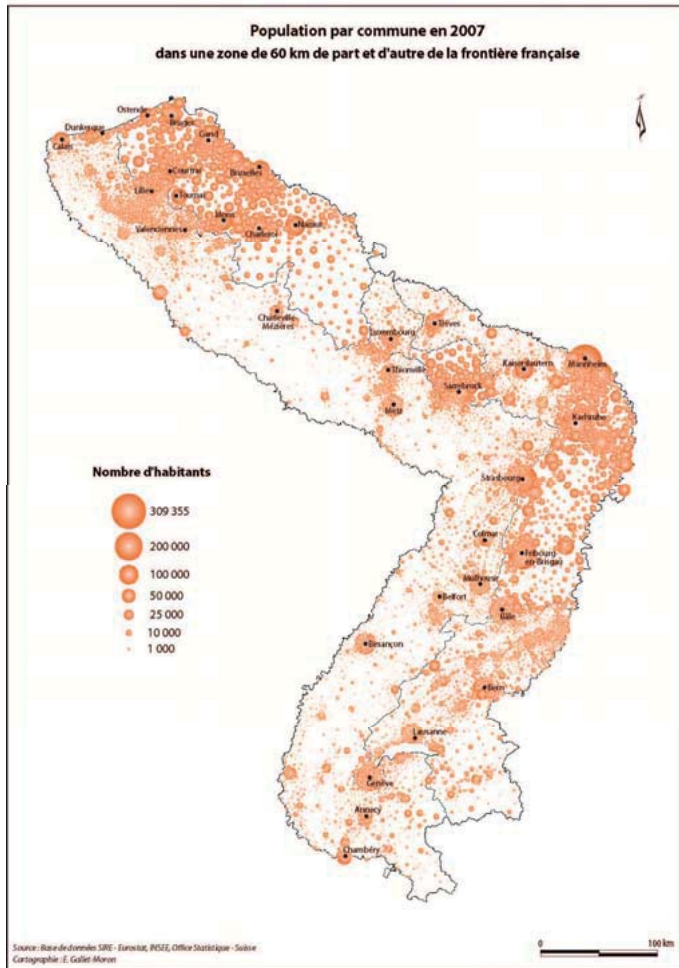 Population par commune en 2007
dans une zone de 60 km de part et d'autre de la frontière française
Ostende
Bruges
Dunkerque
Calais
Gand
Courtrai
Bruxelles
Lille
Tournai
Mons
Valenciennes
Charleroi
Namur
Charleville
Mézières
Luxembourg
Trèves
Thionville
Kaiserslautern
Mannheim
Sarrebruck
Metz
Karlsruhe
Strasbourg
Nombre d'habitants
309 355
200 000
100 000
50 000
25 000
10 000
1 000
Colmar
Fribourg
en-Brisgau
Mulhouse
Belfort
Bâle
Besançon
Bern
Lausanne
Genève
Annecy
Chambéry
Source : Base de données SIRE - Eurostat, INSEE, Office Statistique - Suisse
Cartographie : E. Gallet-Moron
0 100 km